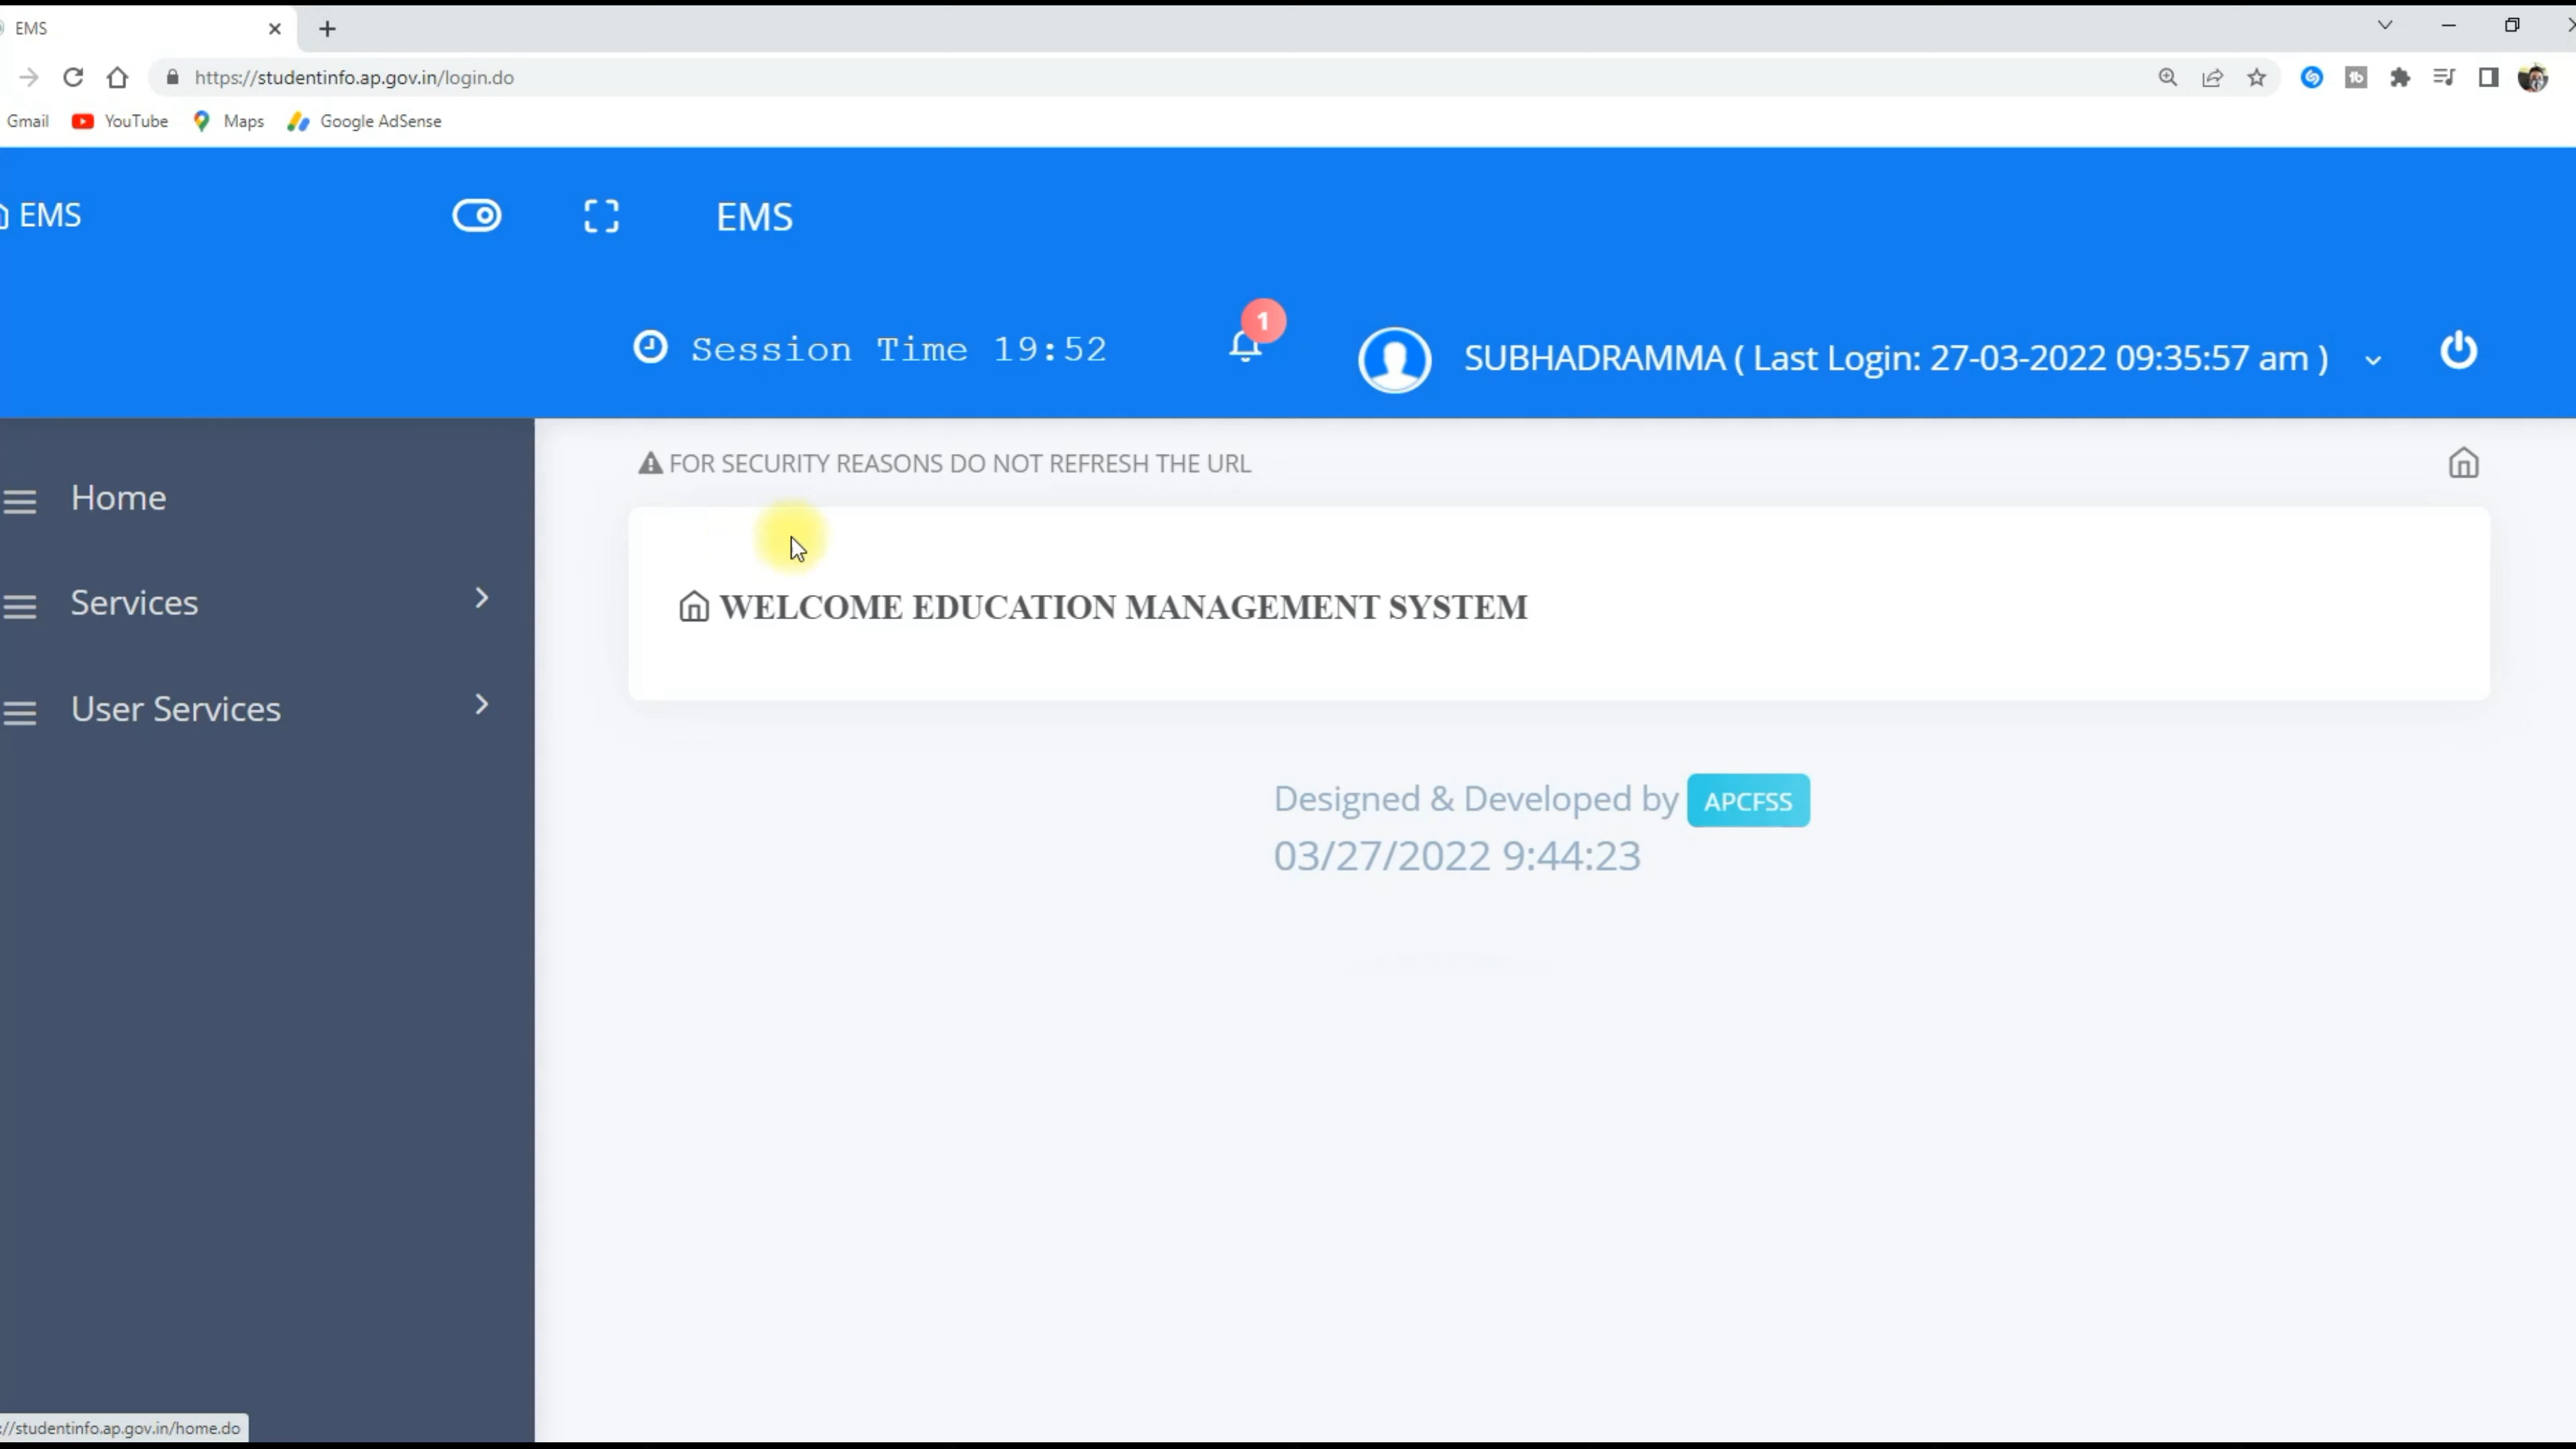 EMS
https://studentinfo.ap.gov.in/login.do
Gmail YouTube Maps Google AdSense
EMS EMS
Session Time 19:52 1 SUBHADRAMMA ( Last Login: 27-03-2022 09:35:57 am )
FOR SECURITY REASONS DO NOT REFRESH THE URL
Home
Services
User Services
WELCOME EDUCATION MANAGEMENT SYSTEM
Designed & Developed by APCFSS
03/27/2022 9:44:23
://studentinfo.ap.gov.in/home.do